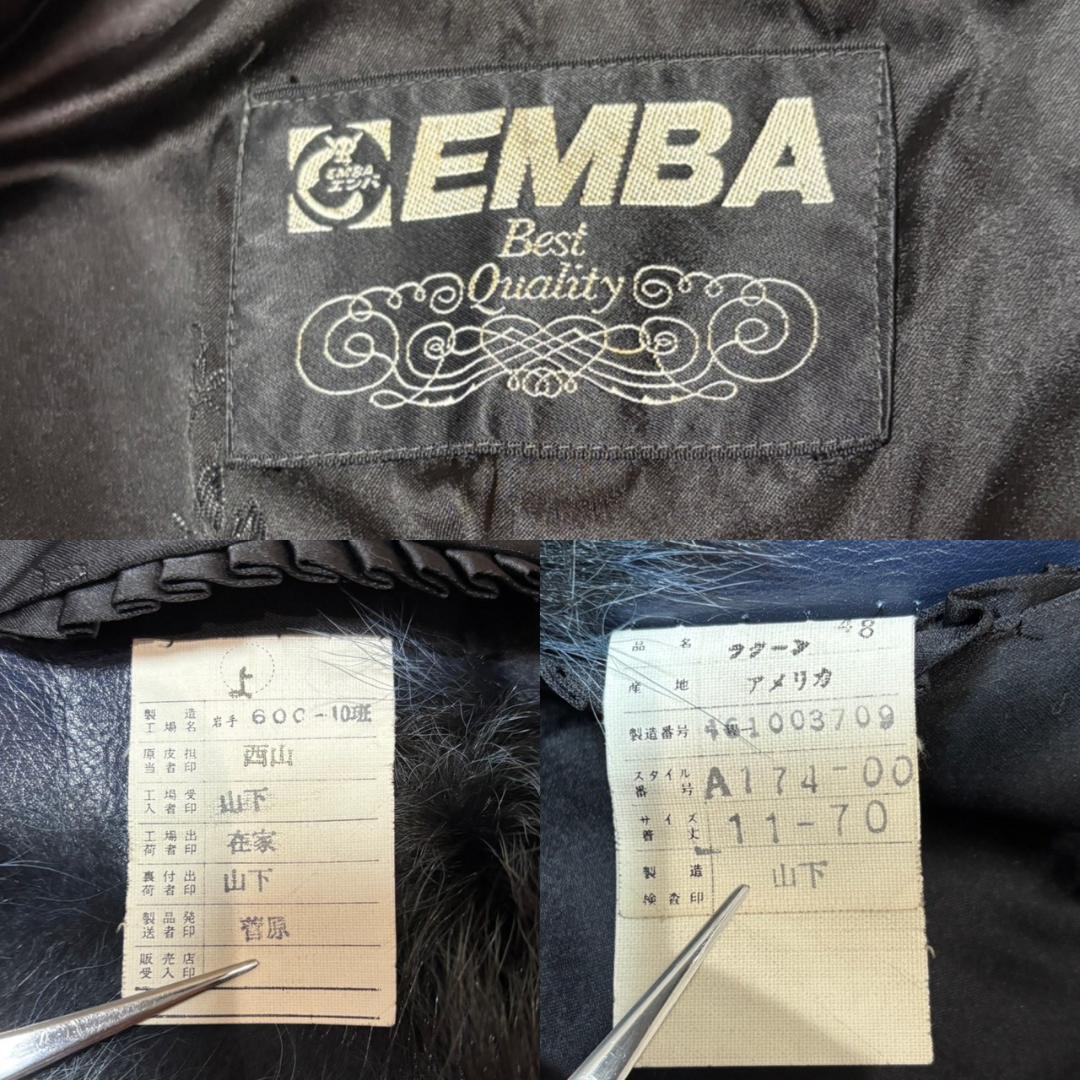 EMBA
エンバ
EMBA
Best
Quality
上
製造
工場名
岩手 600-10班
原皮担
当者印
西山
工場受
入者印
山下
工場出
荷者印
在家
裏付出
荷者印
山下
製品発
送者印
菅原
販売店
受入印
48
品名 ラクーン
産地 アメリカ
製造番号
1003709
スタイル
番号
A174-00
サイズ
着丈
11-70
製造
検査印
山下